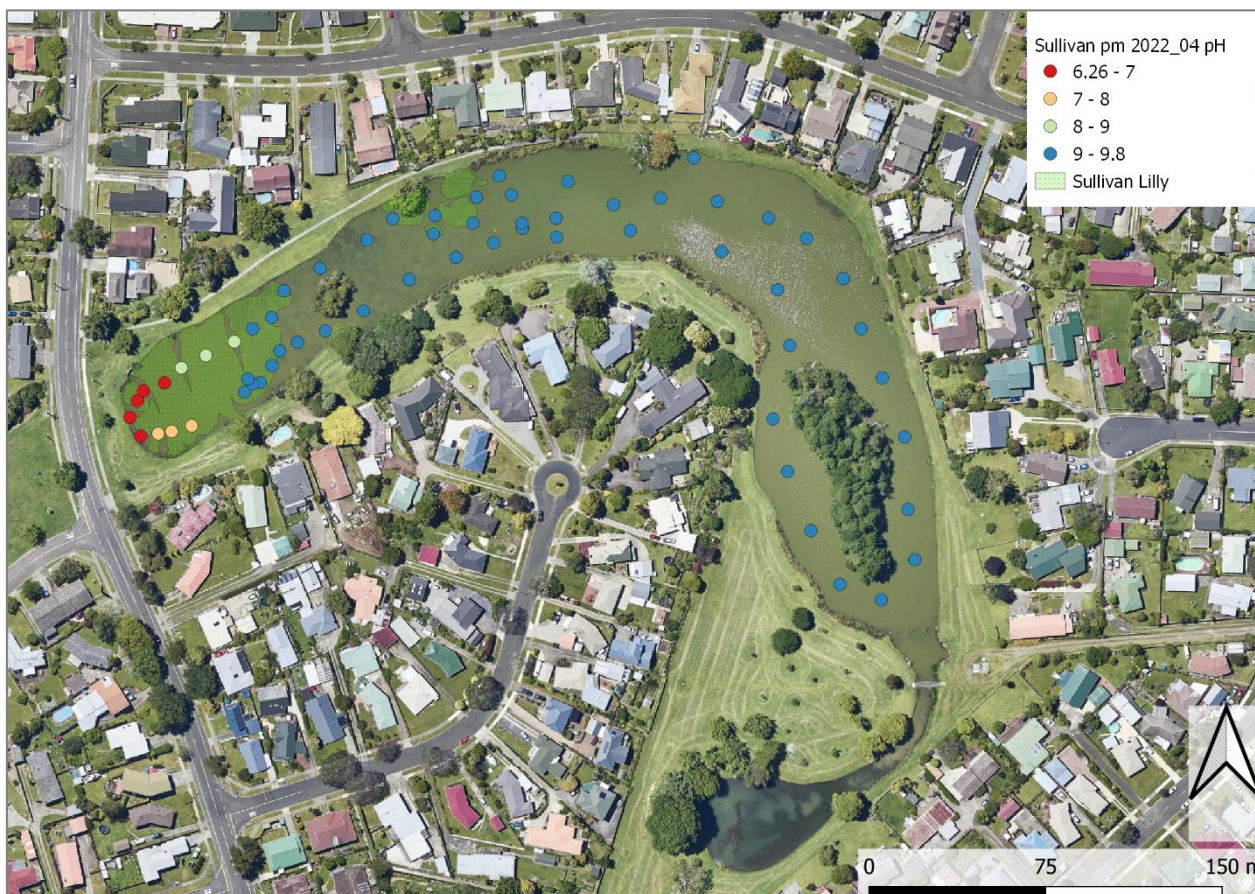 Sullivan pm 2022_04 pH
6.26 - 7
7 - 8
8 - 9
9 - 9.8
Sullivan Lilly
0 75 150 m